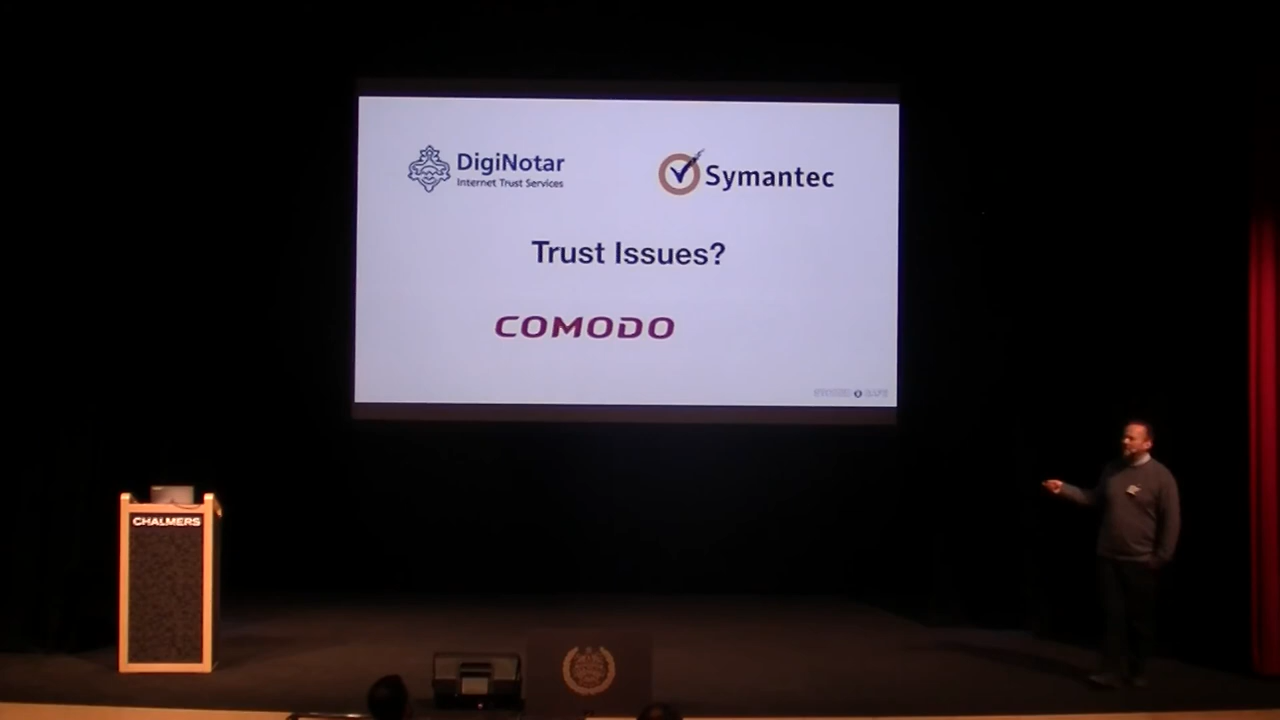 DigiNotar
Internet Trust Services
Symantec
Trust Issues?
COMODO
CHALMERS